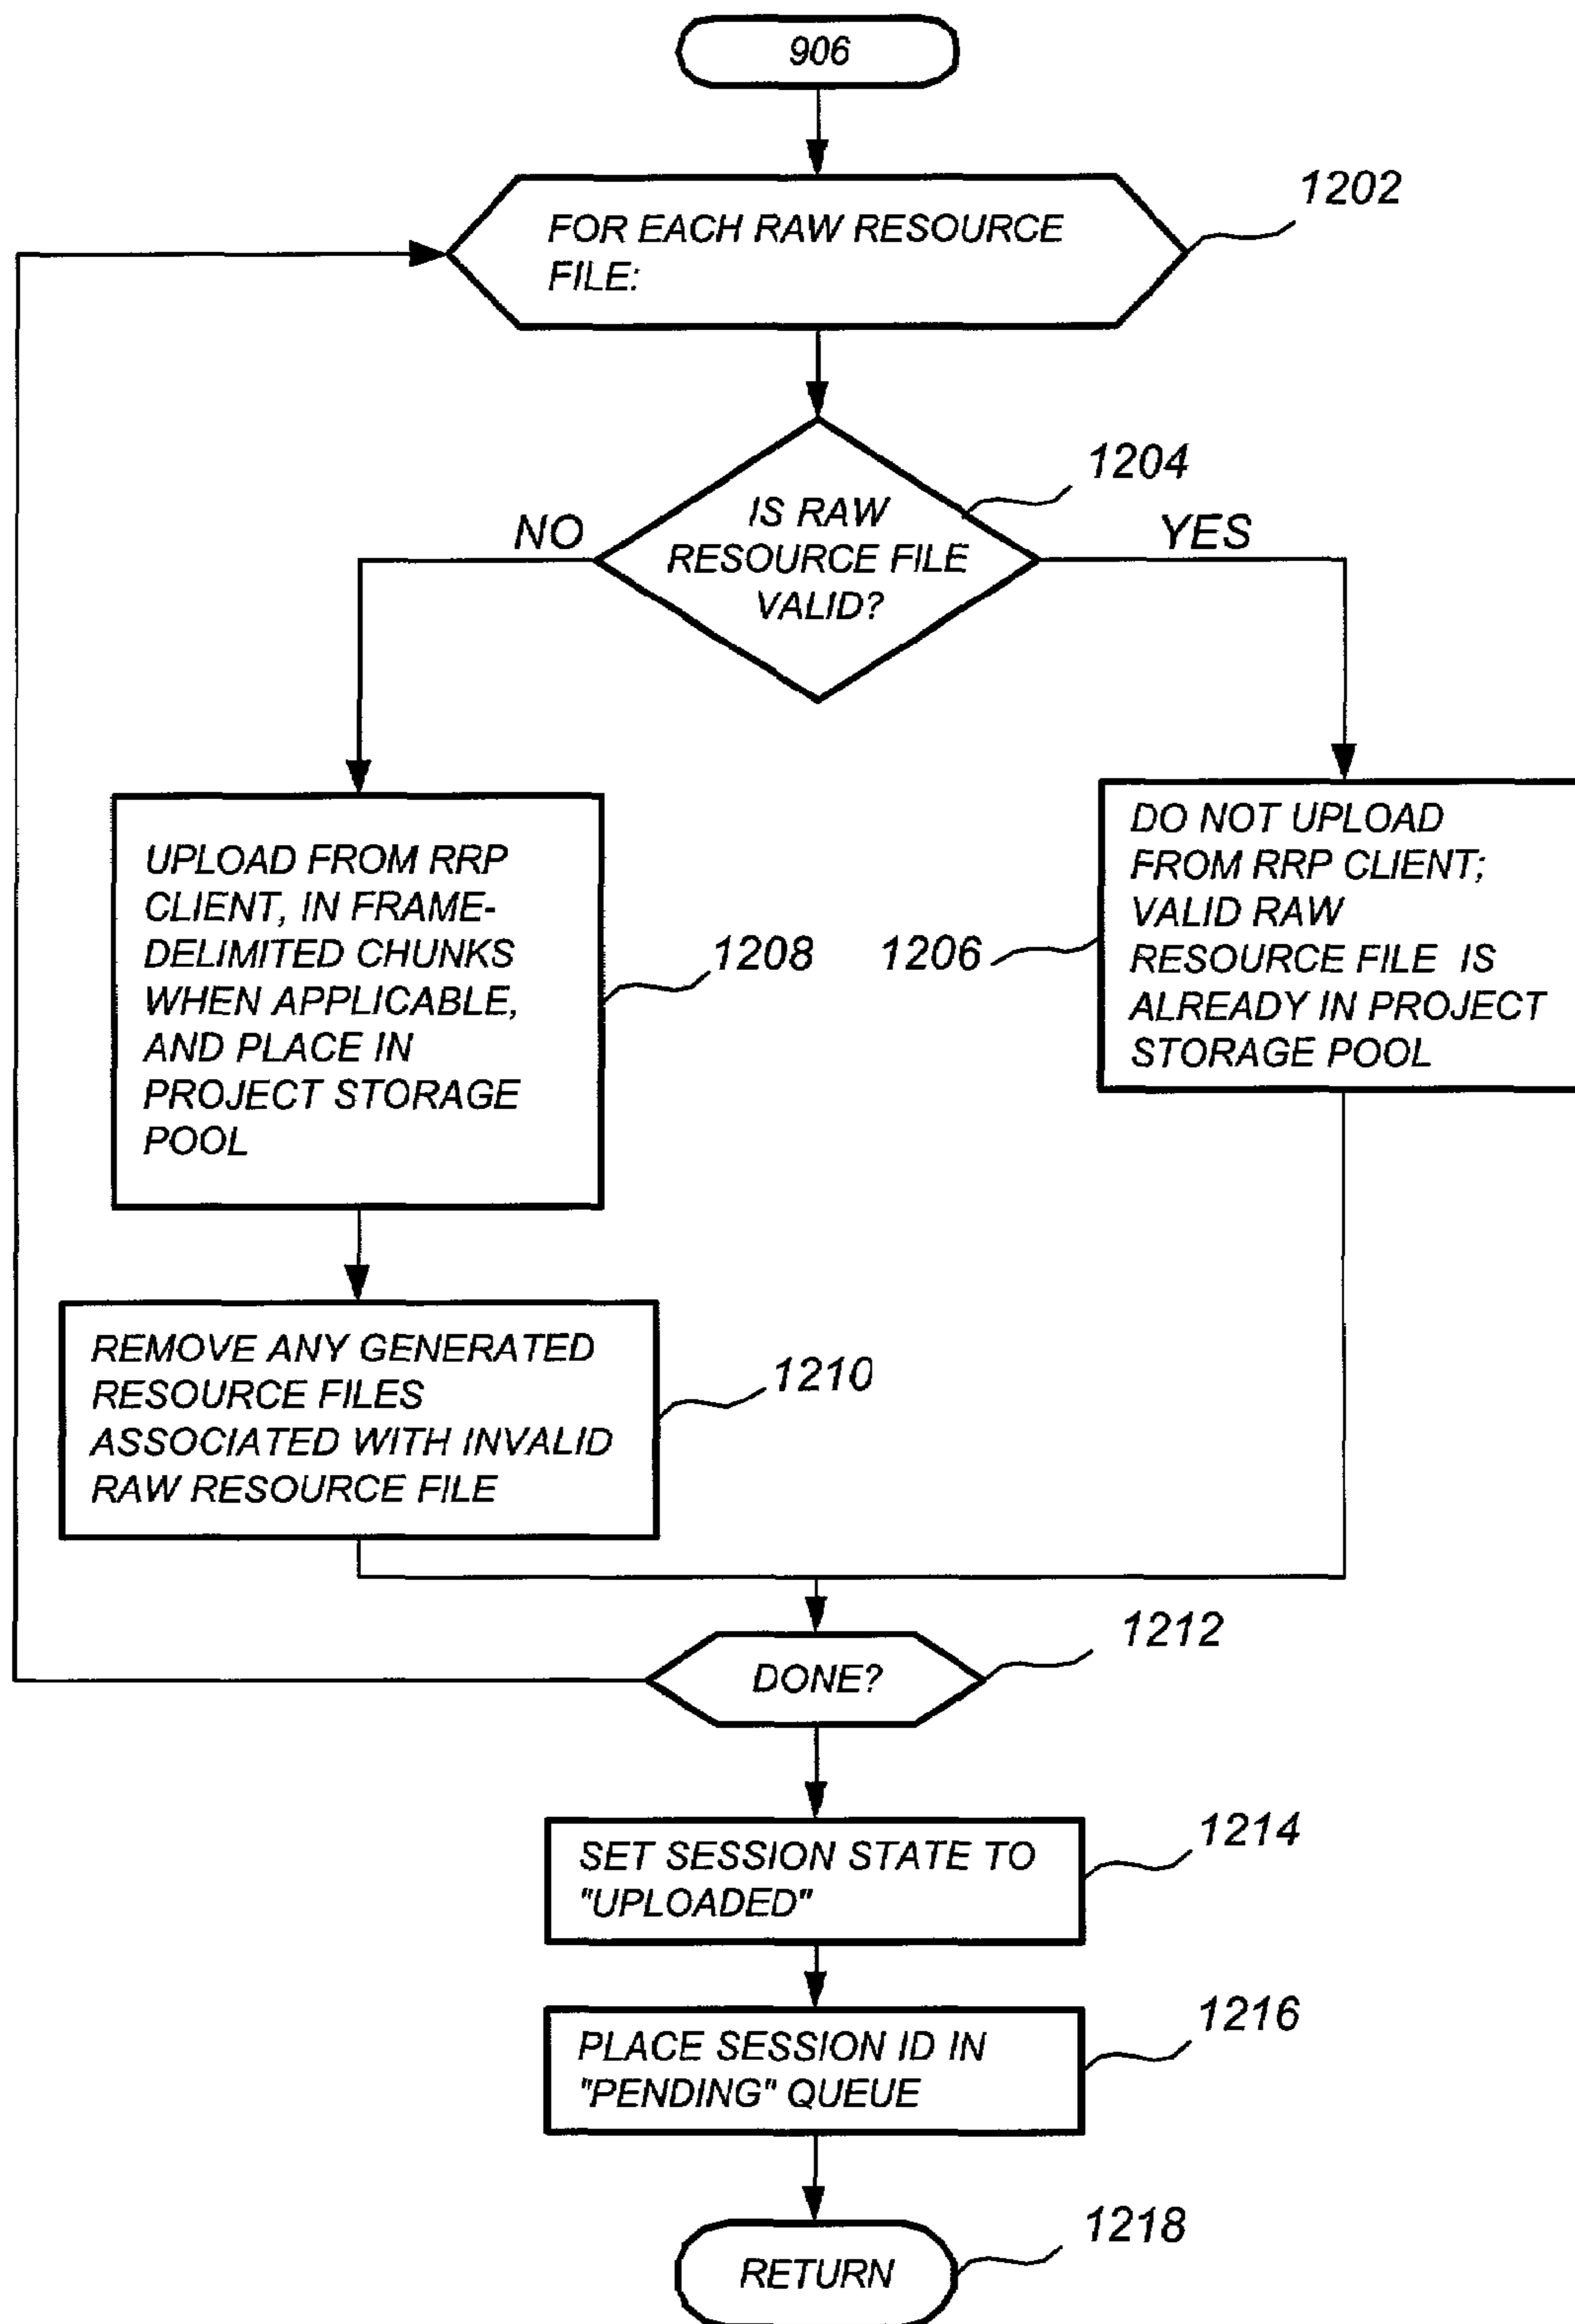 906
FOR EACH RAW RESOURCE
FILE:
1202
1204
IS RAW
RESOURCE FILE
VALID?
NO
YES
UPLOAD FROM RRP
CLIENT, IN FRAME-
DELIMITED CHUNKS
WHEN APPLICABLE,
AND PLACE IN
PROJECT STORAGE
POOL
1208
1206
DO NOT UPLOAD
FROM RRP CLIENT;
VALID RAW
RESOURCE FILE IS
ALREADY IN PROJECT
STORAGE POOL
REMOVE ANY GENERATED
RESOURCE FILES
ASSOCIATED WITH INVALID
RAW RESOURCE FILE
1210
DONE?
1212
SET SESSION STATE TO
"UPLOADED"
1214
PLACE SESSION ID IN
"PENDING" QUEUE
1216
RETURN
1218